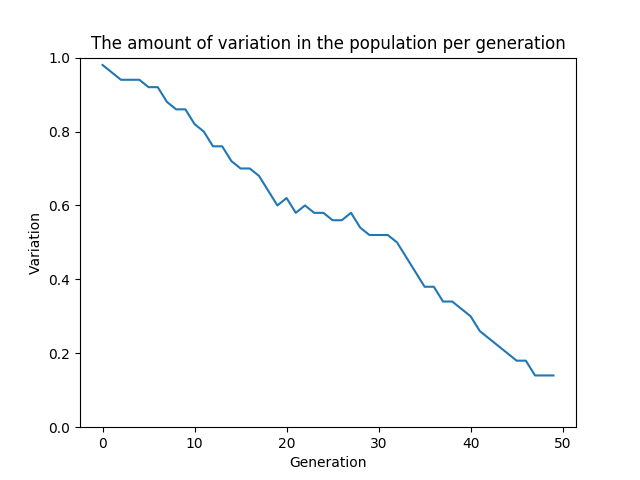 The amount of variation in the population per generation
1.0
0.8
0.6
0.4
0.2
0.0
Variation
0 10 20 30 40 50
Generation